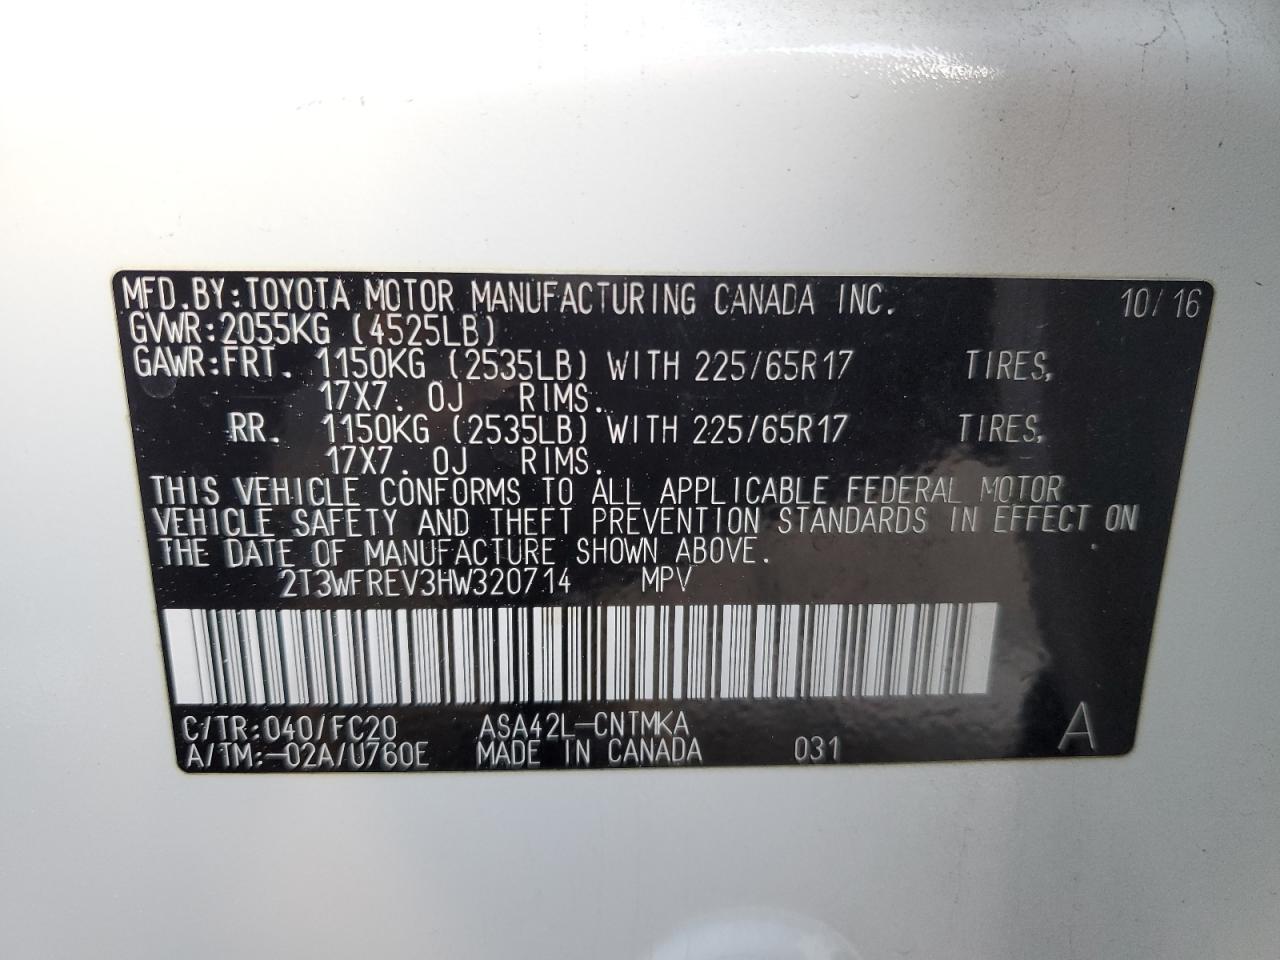 MFD.BY:TOYOTA MOTOR MANUFACTURING CANADA INC. 10/16
GVWR:2055KG (4525LB)
GAWR:FRT. 1150KG (2535LB) WITH 225/65R17 TIRES,
17X7.0J RIMS.
RR. 1150KG (2535LB) WITH 225/65R17 TIRES,
17X7.0J RIMS.
THIS VEHICLE CONFORMS TO ALL APPLICABLE FEDERAL MOTOR
VEHICLE SAFETY AND THEFT PREVENTION STANDARDS IN EFFECT ON
THE DATE OF MANUFACTURE SHOWN ABOVE.
2T3WFREV3HW320714 MPV
C/TR:040/FC20 ASA42L-CNTMKA A
A/TM:-02A/U760E MADE IN CANADA 031